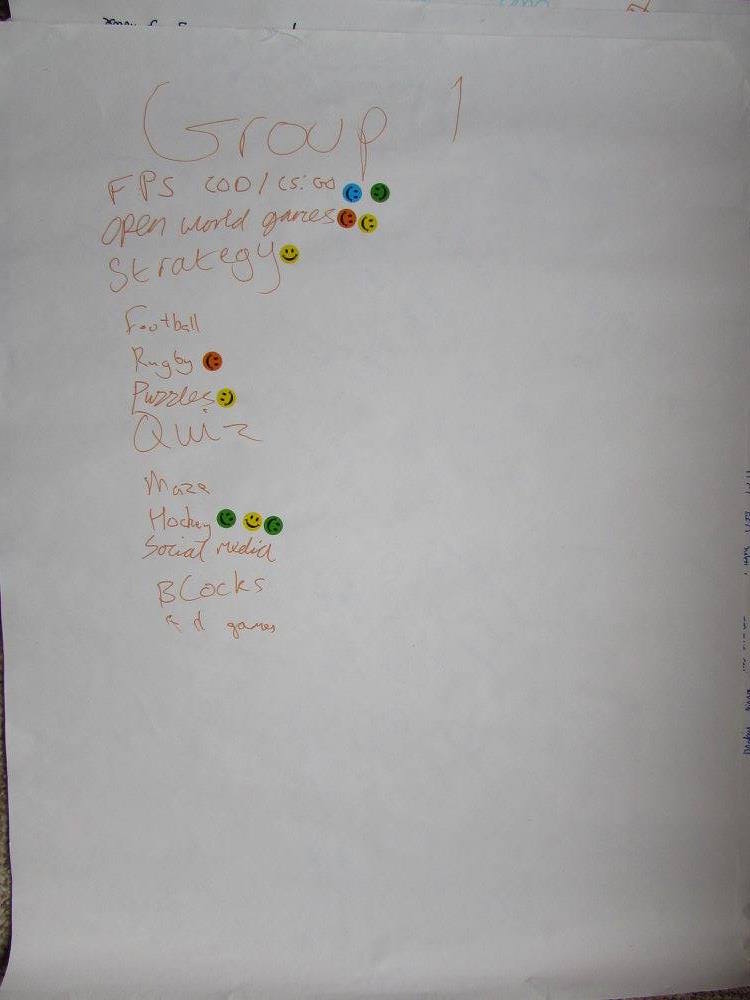 Group 1
FPS COD/CS:GO
open world games
Strategy
Football
Rugby
Puzzles
Quiz
Maze
Hockey
Social media
BLocks
games